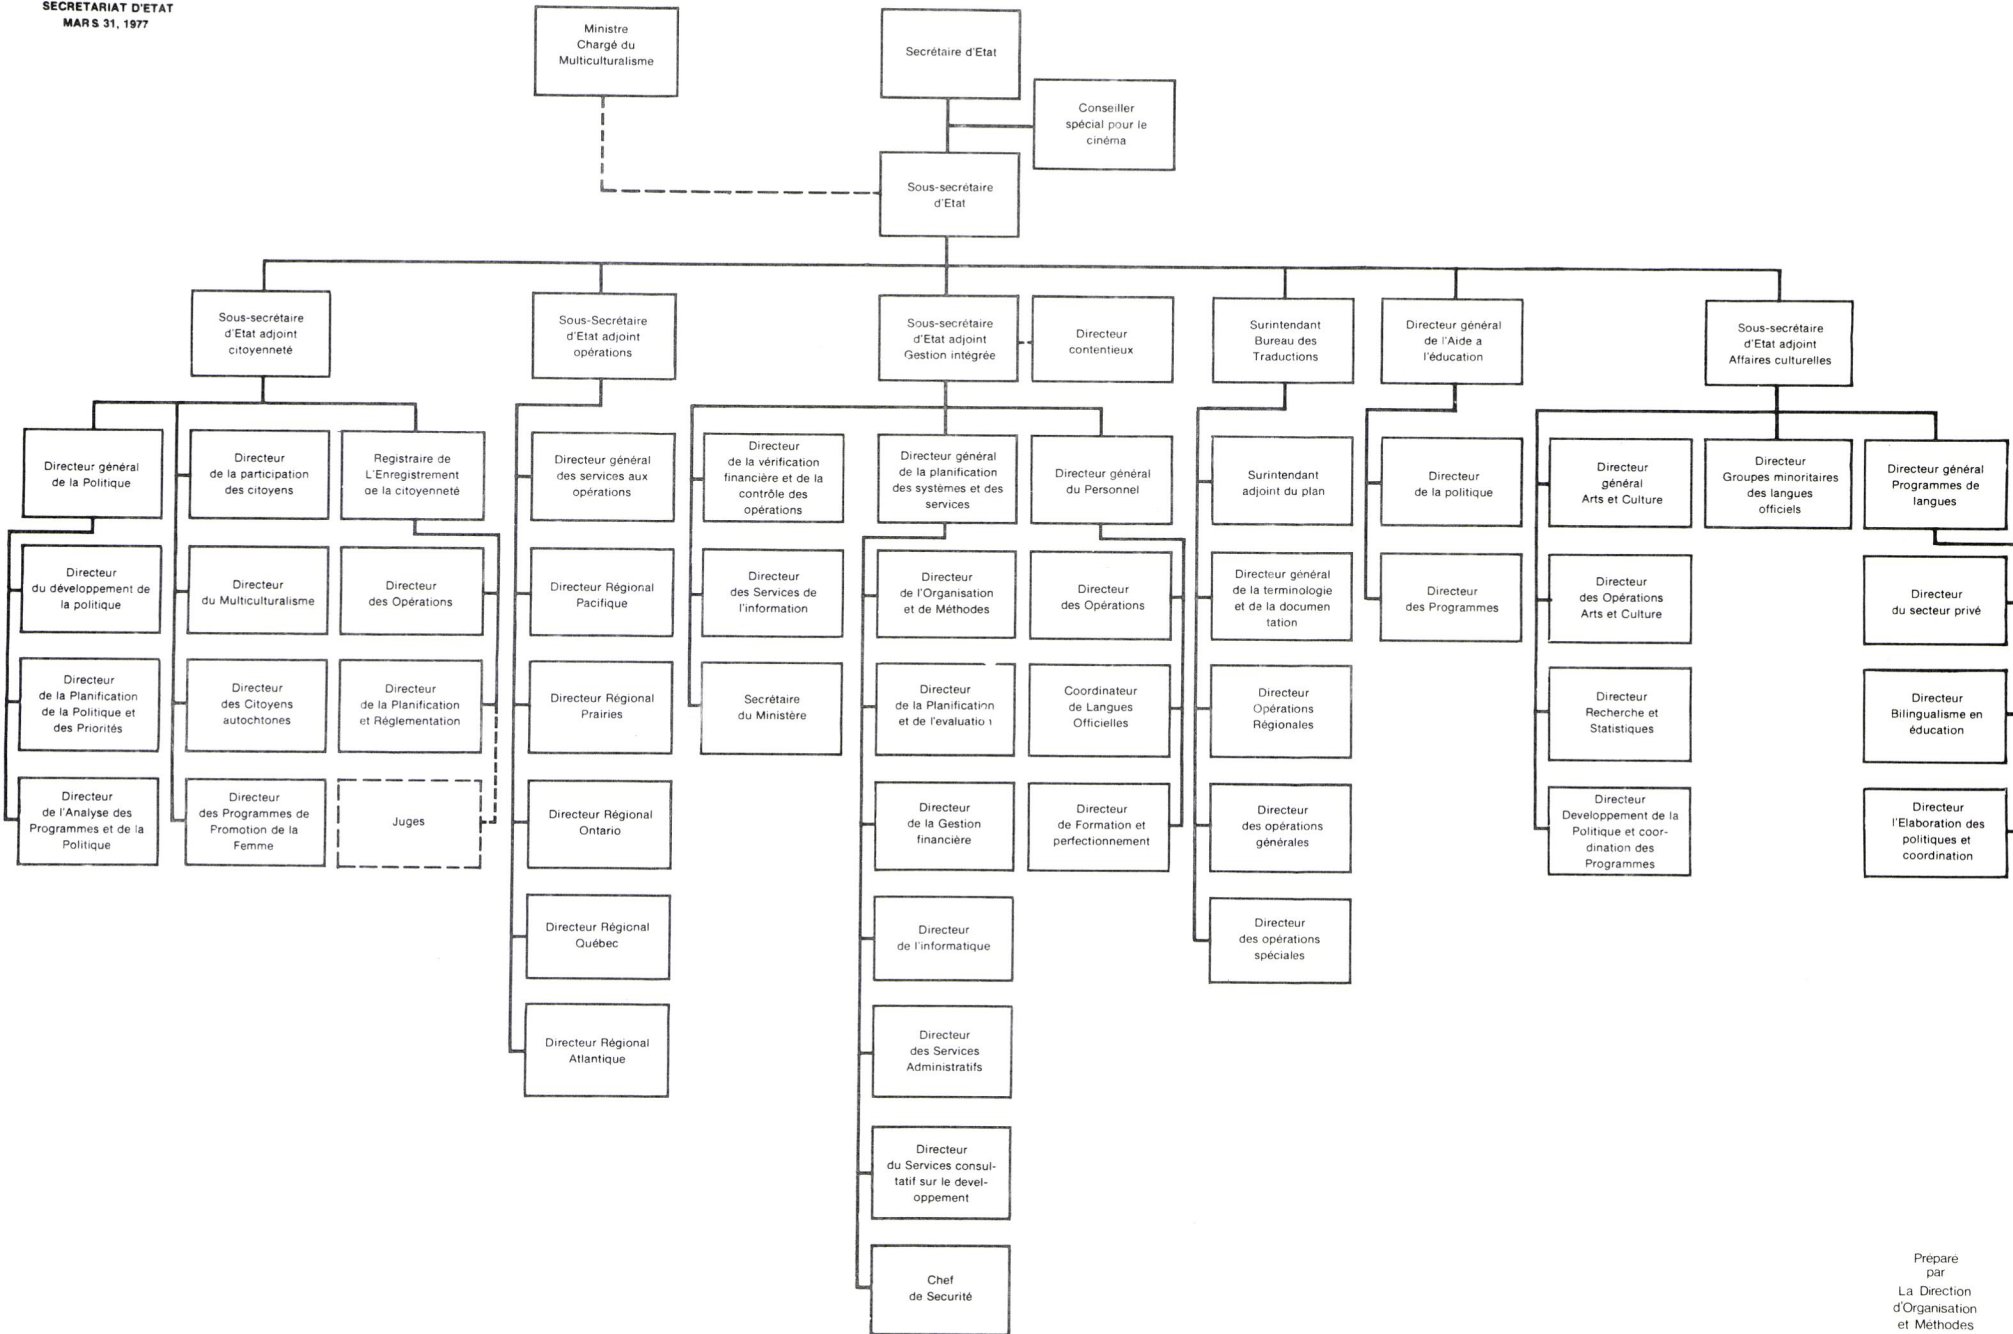 SECRETARIAT D'ETAT
MARS 31, 1977
Ministre
Chargé du
Multiculturalisme
Secrétaire d'Etat
Conseiller
spécial pour le
cinéma
Sous-secrétaire
d'Etat
Sous-secrétaire
d'Etat adjoint
citoyenneté
Sous-Secrétaire
d'Etat adjoint
opérations
Sous-secrétaire
d'Etat adjoint
Gestion intégrée
Directeur
contentieux
Surintendant
Bureau des
Traductions
Directeur général
de l'Aide a
l'éducation
Sous-secrétaire
d'Etat adjoint
Affaires culturelles
Directeur général
de la Politique
Directeur
de la participation
des citoyens
Registraire de
L'Enregistrement
de la citoyenneté
Directeur général
des services aux
opérations
Directeur
de la vérification
financière et de la
contrôle des
opérations
Directeur général
de la planification
des systèmes et des
services
Directeur général
du Personnel
Surintendant
adjoint du plan
Directeur
de la politique
Directeur
général
Arts et Culture
Directeur
Groupes minoritaires
des langues
officiels
Directeur général
Programmes de
langues
Directeur
du développement de
la politique
Directeur
du Multiculturalisme
Directeur
des Opérations
Directeur Régional
Pacifique
Directeur
des Services de
l'information
Directeur
de l'Organisation
et de Méthodes
Directeur
des Opérations
Directeur général
de la terminologie
et de la documen
tation
Directeur
des Programmes
Directeur
des Opérations
Arts et Culture
Directeur
du secteur privé
Directeur
de la Planification
de la Politique et
des Priorités
Directeur
des Citoyens
autochtones
Directeur
de la Planification
et Réglementation
Directeur Régional
Prairies
Secrétaire
du Ministère
Directeur
de la Planification
et de l'evaluation
Coordinateur
de Langues
Officielles
Directeur
Opérations
Régionales
Directeur
Recherche et
Statistiques
Directeur
Bilingualisme en
éducation
Directeur
de l'Analyse des
Programmes et de la
Politique
Directeur
des Programmes de
Promotion de la
Femme
Juges
Directeur Régional
Ontario
Directeur
de la Gestion
financière
Directeur
de Formation et
perfectionnement
Directeur
des opérations
générales
Directeur
Developpement de la
Politique et coor-
dination des
Programmes
Directeur
l'Elaboration des
politiques et
coordination
Directeur Régional
Québec
Directeur
de l'informatique
Directeur
des opérations
spéciales
Directeur Régional
Atlantique
Directeur
des Services
Administratifs
Directeur
du Services consul-
tatif sur le devel-
oppement
Chef
de Securité
Préparé
par
La Direction
d'Organisation
et Méthodes